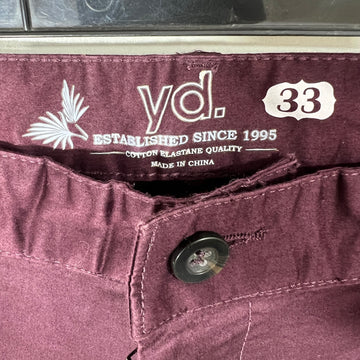 yd.
33
ESTABLISHED SINCE 1995
COTTON ELASTANE QUALITY
MADE IN CHINA